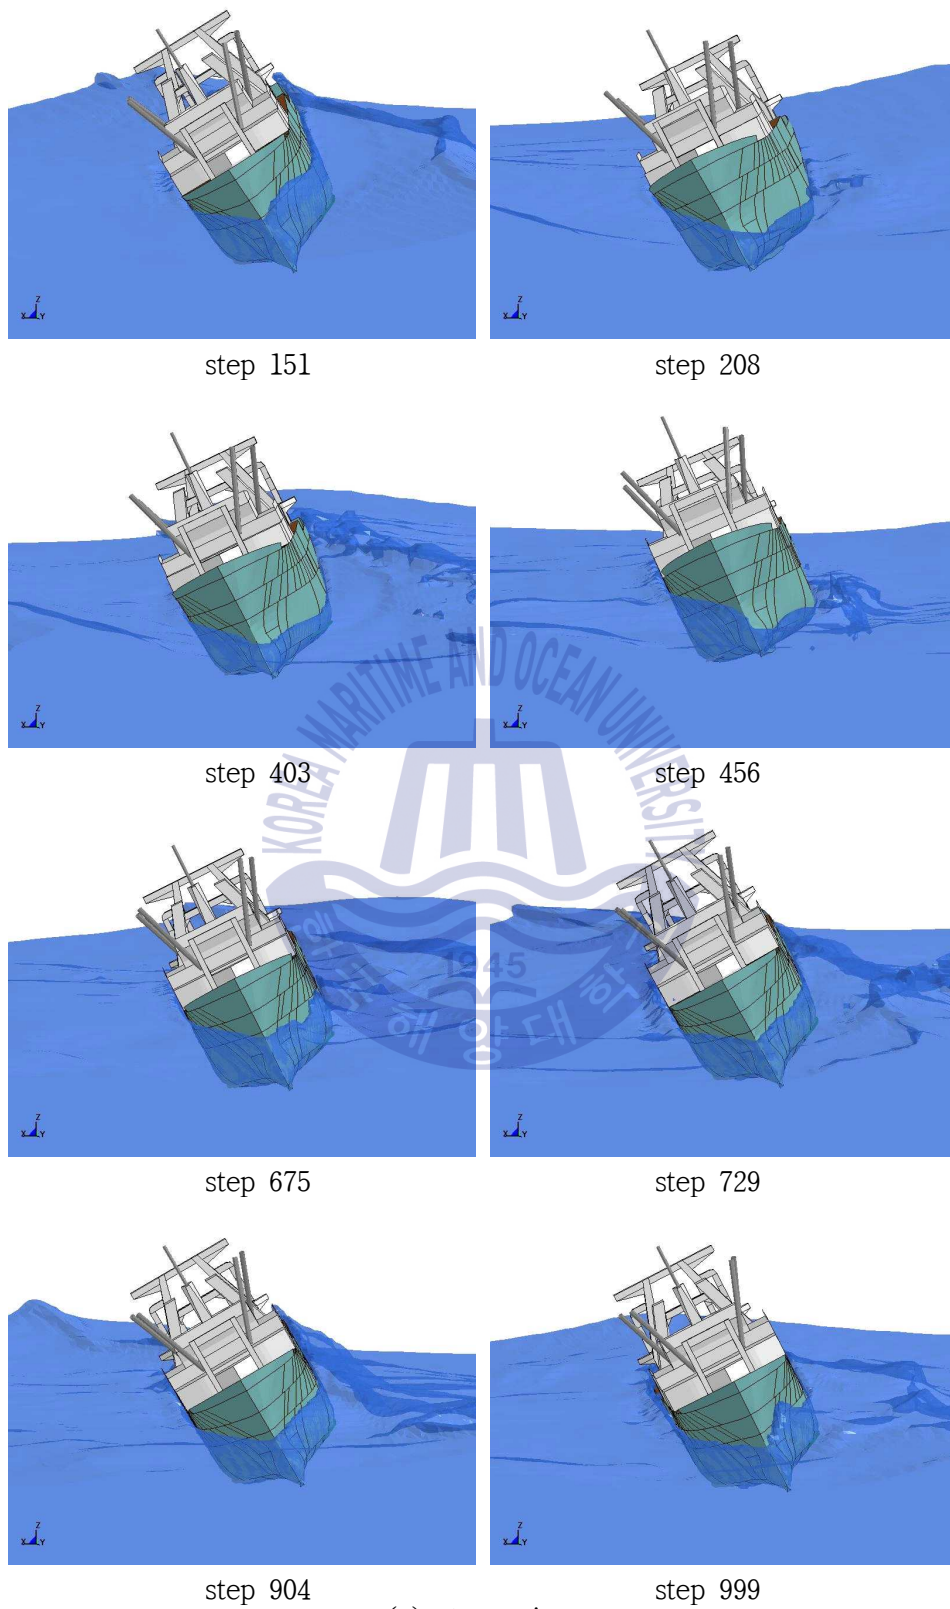 Z
X Y
Z
X Y
step 151
step 208
Z
X Y
Z
X Y
step 403
step 456
KOREA MARITIME AND OCEAN UNIVERSITY
1945
해양대학
Z
X Y
Z
X Y
step 675
step 729
Z
X Y
Z
X Y
step 904
step 999